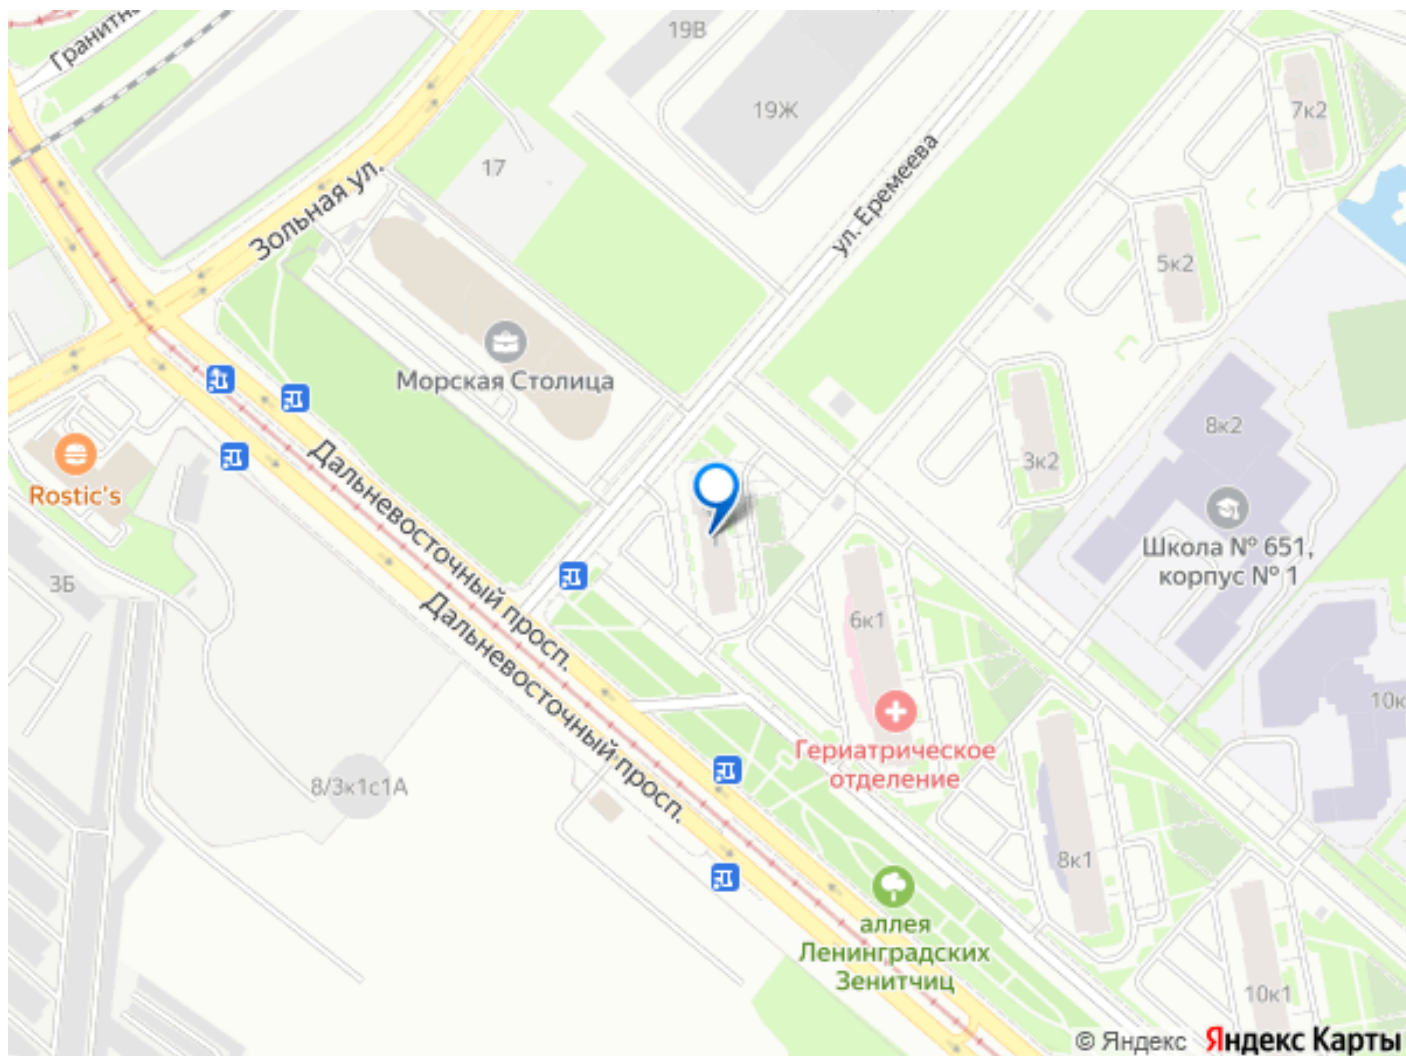 Гранитна
19В
19Ж
7к2
17
Зольная ул.
ул. Еремеева
5к2
Морская Столица
8к2
3к2
Rostic's
Дальневосточный просп.
Школа № 651,
корпус № 1
3Б
6к1
Дальневосточный просп.
10к
Гериатрическое
отделение
8/3к1с1А
8к1
аллея
Ленинградских
Зенитчиц
10к1
© Яндекс Яндекс Карты